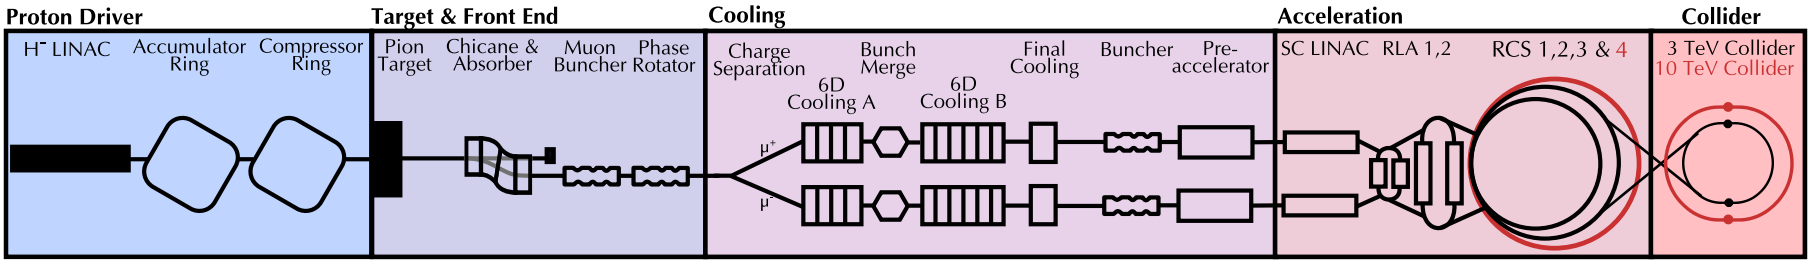 Proton Driver
H⁻ LINAC
Accumulator
Ring
Compressor
Ring
Target & Front End
Pion
Target
Chicane &
Absorber
Muon
Buncher
Phase
Rotator
Cooling
Charge
Separation
6D
Cooling A
Bunch
Merge
6D
Cooling B
Final
Cooling
Buncher
Pre-
accelerator
μ⁺
μ⁻
Acceleration
SC LINAC
RLA 1,2
RCS 1,2,3 & 4
Collider
3 TeV Collider
10 TeV Collider